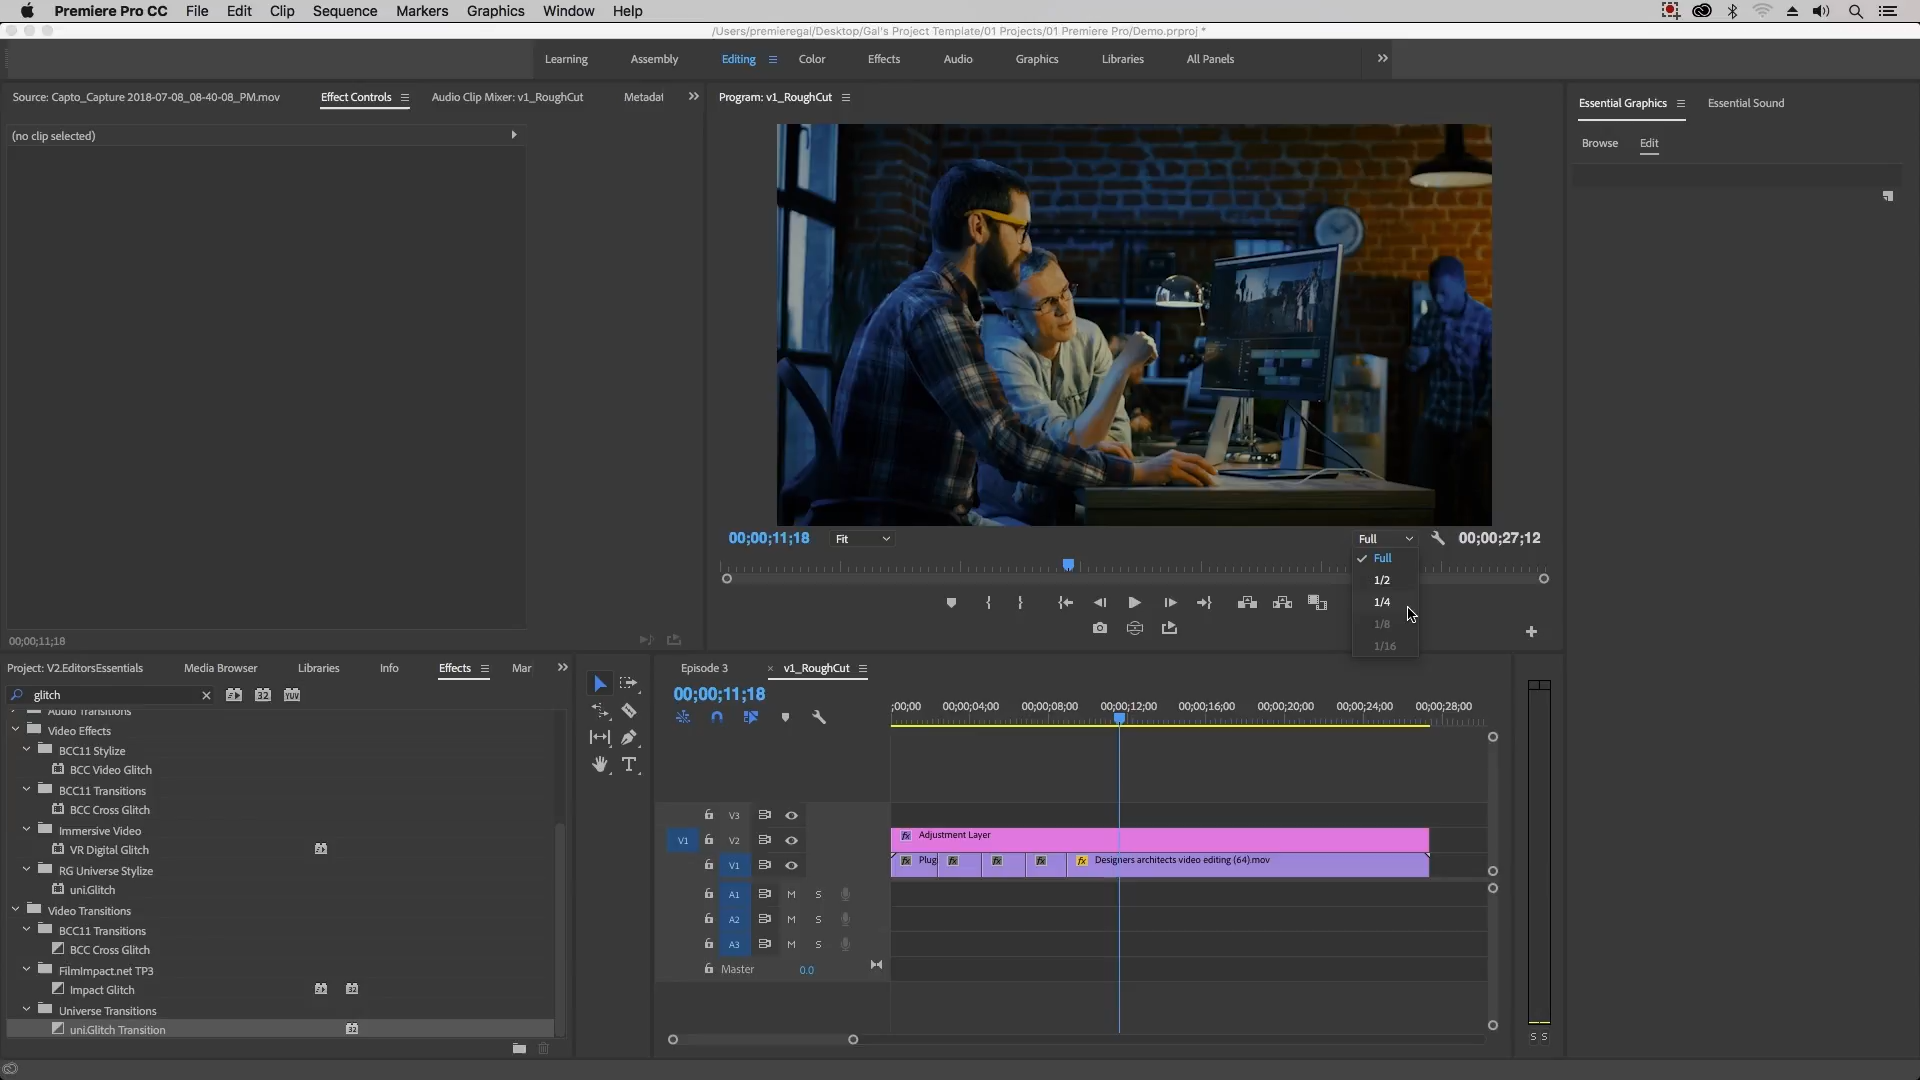 Premiere Pro CC File Edit Clip Sequence Markers Graphics Window Help
/Users/premieregal/Desktop/Gal's Project Template/01 Projects/01 Premiere Pro/Demo.prproj *
Learning Assembly Editing Color Effects Audio Graphics Libraries All Panels
Source: Capto_Capture 2018-07-08_08-40-08_PM.mov Effect Controls Audio Clip Mixer: v1_RoughCut Metadat
(no clip selected)
00;00;11;18
Program: v1_RoughCut
00;00;11;18 Fit Full 00;00;27;12
Full
1/2
1/4
1/8
1/16
Essential Graphics Essential Sound
Browse Edit
Project: V2.EditorsEssentials Media Browser Libraries Info Effects Mar
glitch
Audio Transitions
Video Effects
BCC11 Stylize
BCC Video Glitch
BCC11 Transitions
BCC Cross Glitch
Immersive Video
VR Digital Glitch
RG Universe Stylize
uni.Glitch
Video Transitions
BCC11 Transitions
BCC Cross Glitch
FilmImpact.net TP3
Impact Glitch
Universe Transitions
uni.Glitch Transition
Episode 3 v1_RoughCut
00;00;11;18
;00;00 00;00;04;00 00;00;08;00 00;00;12;00 00;00;16;00 00;00;20;00 00;00;24;00 00;00;28;00
V3
V1 V2 fx Adjustment Layer
V1 fx Plug fx fx fx fx Designers architects video editing (64).mov
A1 M S
A2 M S
A3 M S
Master 0.0
S S